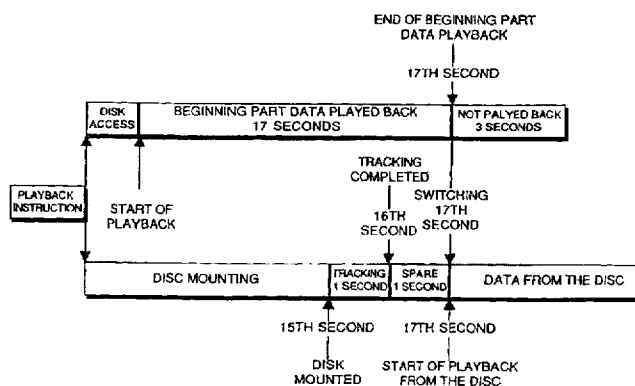 END OF BEGINNING PART
DATA PLAYBACK
17TH SECOND
DISK
ACCESS
BEGINNING PART DATA PLAYED BACK
17 SECONDS
NOT PALYED BACK
3 SECONDS
TRACKING
COMPLETED
PLAYBACK
INSTRUCTION
START OF
PLAYBACK
16TH
SECOND
SWITCHING
17TH
SECOND
DISC MOUNTING
TRACKING
1 SECOND
SPARE
1 SECOND
DATA FROM THE DISC
15TH SECOND
17TH SECOND
DISK
MOUNTED
START OF PLAYBACK
FROM THE DISC